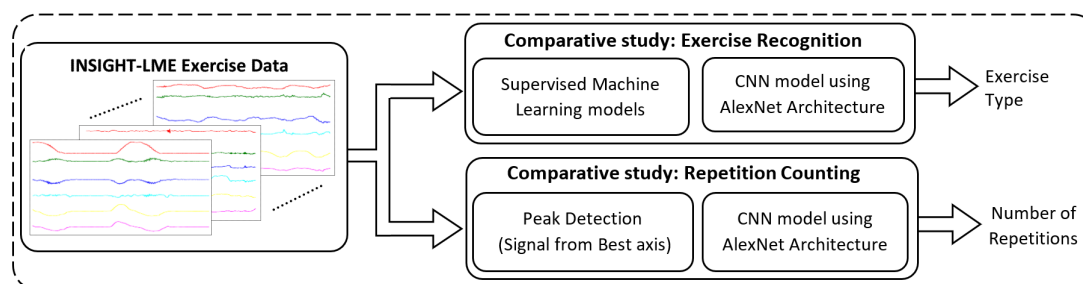 INSIGHT-LME Exercise Data
Comparative study: Exercise Recognition
Supervised Machine
Learning models
CNN model using
AlexNet Architecture
Exercise
Type
Comparative study: Repetition Counting
Peak Detection
(Signal from Best axis)
CNN model using
AlexNet Architecture
Number of
Repetitions